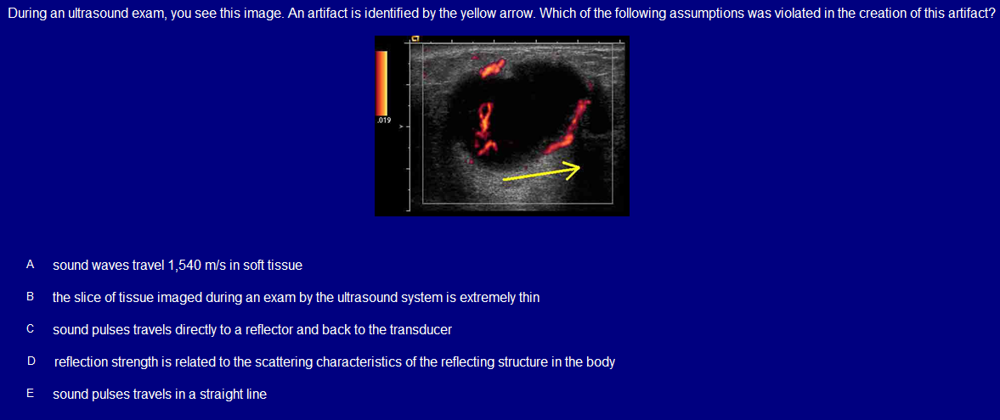 During an ultrasound exam, you see this image. An artifact is identified by the yellow arrow. Which of the following assumptions was violated in the creation of this artifact?
.019
A sound waves travel 1,540 m/s in soft tissue
B the slice of tissue imaged during an exam by the ultrasound system is extremely thin
C sound pulses travels directly to a reflector and back to the transducer
D reflection strength is related to the scattering characteristics of the reflecting structure in the body
E sound pulses travels in a straight line